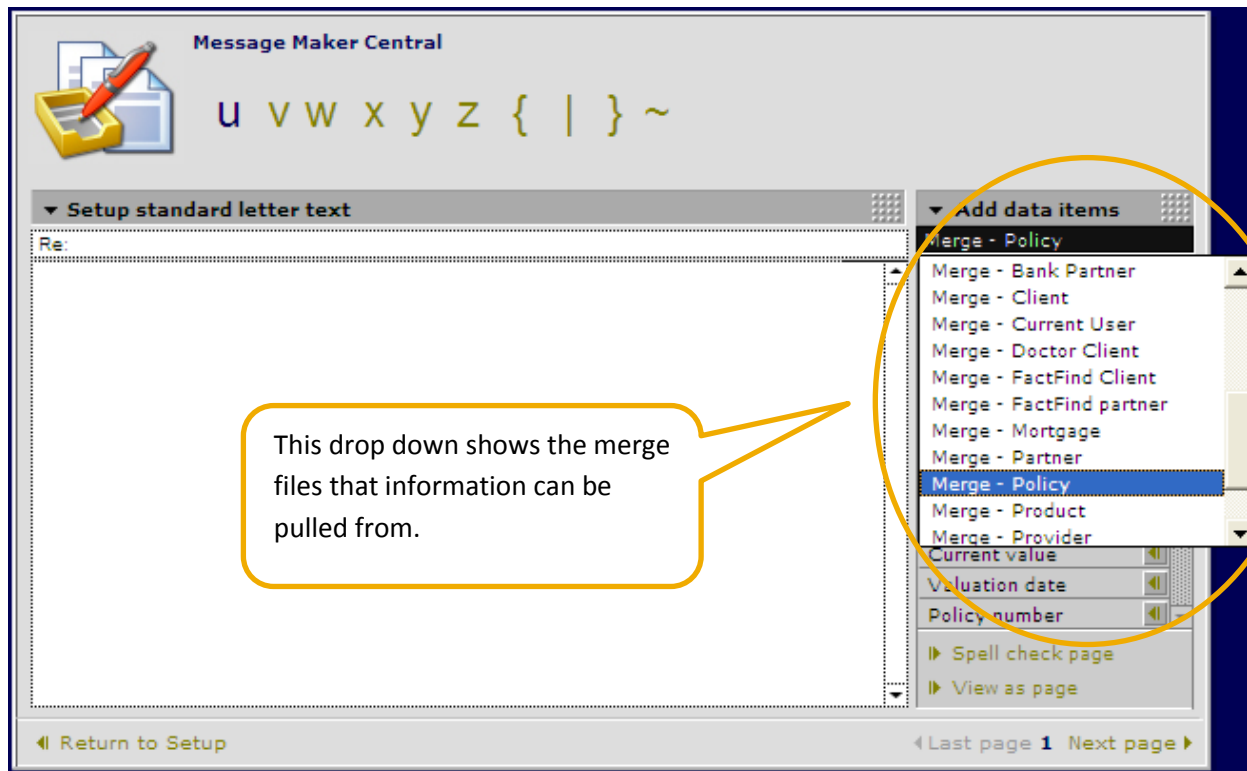 Message Maker Central
u v w x y z { | } ~
Setup standard letter text
Re:
This drop down shows the merge
files that information can be
pulled from.
Add data items
Merge - Policy
Merge - Bank Partner
Merge - Client
Merge - Current User
Merge - Doctor Client
Merge - FactFind Client
Merge - FactFind partner
Merge - Mortgage
Merge - Partner
Merge - Policy
Merge - Product
Merge - Provider
Current value
Valuation date
Policy number
Spell check page
View as page
Return to Setup
Last page 1 Next page